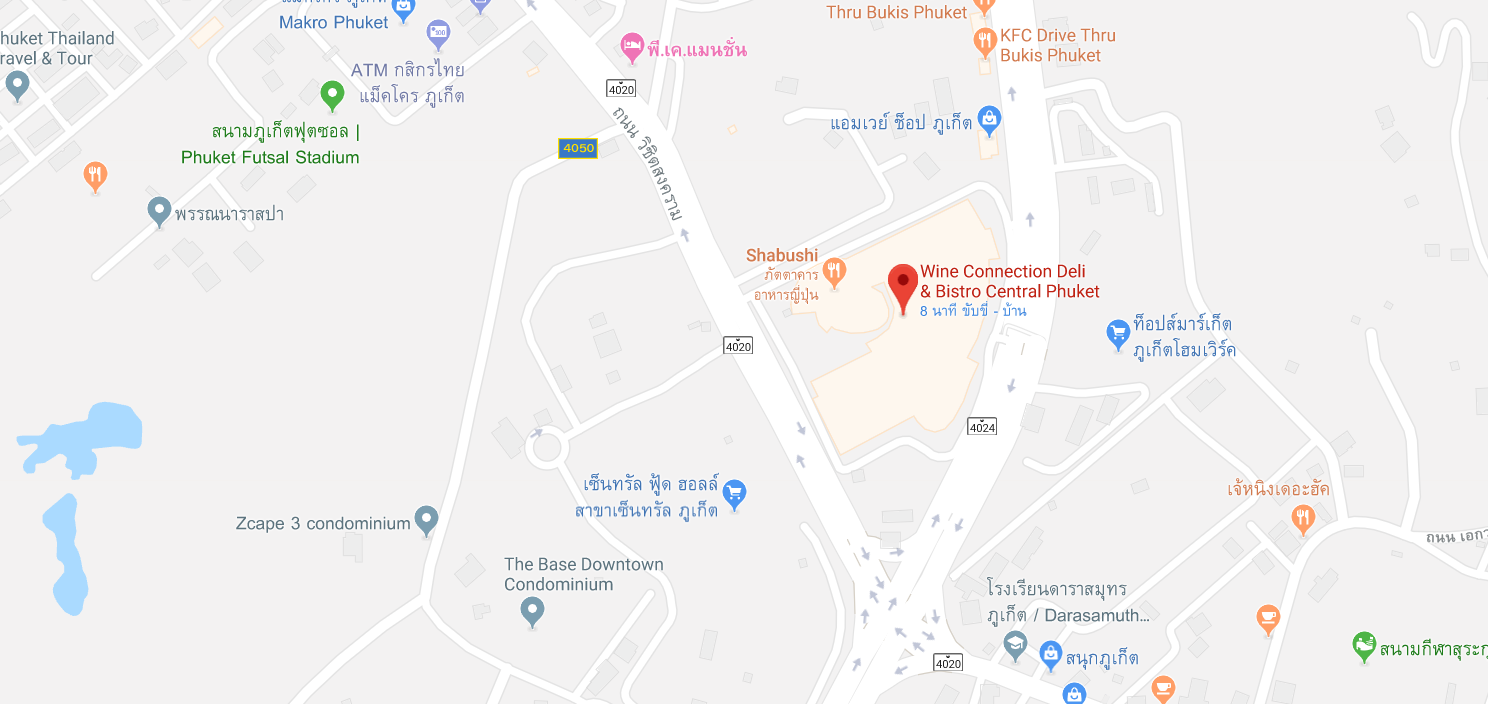 Makro Phuket
Thru Bukis Phuket
huket Thailand
ravel & Tour
ATM กสิกรไทย
แม็คโคร ภูเก็ต
พี.เค.แมนชั่น
KFC Drive Thru
Bukis Phuket
4020
สนามภูเก็ตฟุตซอล |
Phuket Futsal Stadium
4050
ถนน วิชิตสงคราม
แอมเวย์ ช็อป ภูเก็ต
พรรณนาราสปา
Shabushi
ภัตตาคาร
อาหารญี่ปุ่น
Wine Connection Deli
& Bistro Central Phuket
8 นาที ขับขี่ - บ้าน
ท็อปส์มาร์เก็ต
ภูเก็ตโฮมเวิร์ค
4020
4024
เซ็นทรัล ฟู้ด ฮอลล์
สาขาเซ็นทรัล ภูเก็ต
เจ้หนิงเดอะฮัค
Zcape 3 condominium
ถนน เอกว
The Base Downtown
Condominium
โรงเรียนดาราสมุทร
ภูเก็ต / Darasamuth...
4020
สนุกภูเก็ต
สนามกีฬาสุระกุ